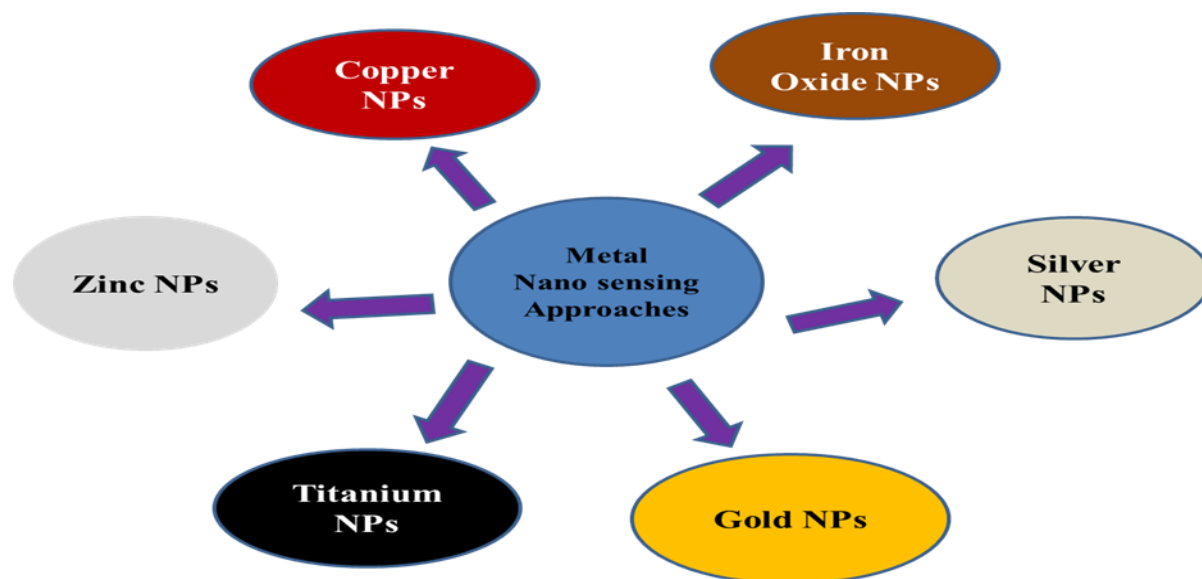 Copper
NPs
Iron
Oxide NPs
Zinc NPs
Metal
Nano sensing
Approaches
Silver
NPs
Titanium
NPs
Gold NPs